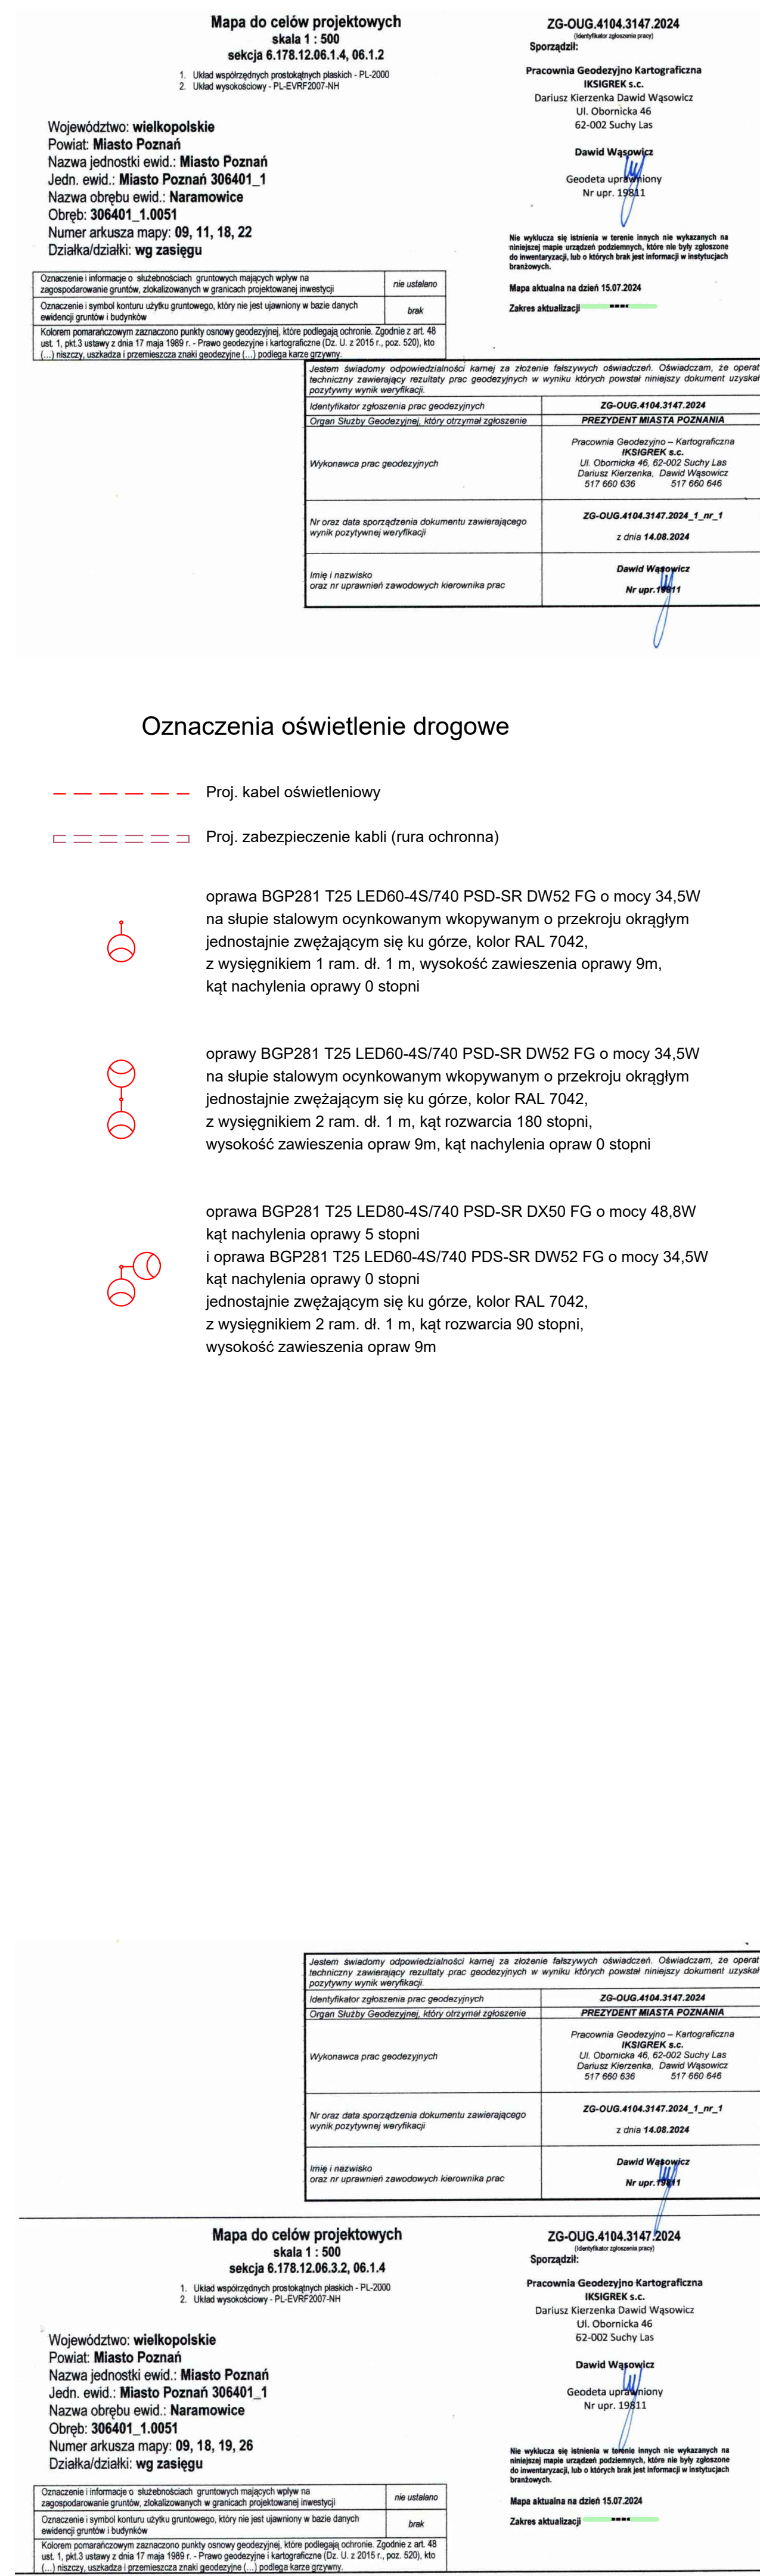 Mapa do celów projektowych
skala 1 : 500
sekcja 6.178.12.06.1.4, 06.1.2
1. Układ współrzędnych prostokątnych płaskich - PL-2000
2. Układ wysokościowy - PL-EVRF2007-NH
Województwo: wielkopolskie
Powiat: Miasto Poznań
Nazwa jednostki ewid.: Miasto Poznań
Jedn. ewid.: Miasto Poznań 306401_1
Nazwa obrębu ewid.: Naramowice
Obręb: 306401_1.0051
Numer arkusza mapy: 09, 11, 18, 22
Działka/działki: wg zasięgu
ZG-OUG.4104.3147.2024
(Identyfikator zgłoszenia pracy)
Sporządził:
Pracownia Geodezyjno Kartograficzna
IKSIGREK s.c.
Dariusz Kierzenka Dawid Wąsowicz
Ul. Obornicka 46
62-002 Suchy Las
Dawid Wąsowicz
Geodeta uprawniony
Nr upr. 19811
Nie wyklucza się istnienia w terenie innych nie wykazanych na
niniejszej mapie urządzeń podziemnych, które nie były zgłoszone
do inwentaryzacji, lub o których brak jest informacji w instytucjach
branżowych.
Mapa aktualna na dzień 15.07.2024
Zakres aktualizacji
Oznaczenie i informacje o służebnościach gruntowych mających wpływ na
zagospodarowanie gruntów, zlokalizowanych w granicach projektowanej inwestycji
nie ustalano
Oznaczenie i symbol konturu użytku gruntowego, który nie jest ujawniony w bazie danych
ewidencji gruntów i budynków
brak
Kolorem pomarańczowym zaznaczono punkty osnowy geodezyjnej, które podlegają ochronie. Zgodnie z art. 48
ust. 1, pkt.3 ustawy z dnia 17 maja 1989 r. - Prawo geodezyjne i kartograficzne (Dz. U. z 2015 r., poz. 520), kto
(...) niszczy, uszkadza i przemieszcza znaki geodezyjne (...) podlega karze grzywny.
Jestem świadomy odpowiedzialności karnej za złożenie fałszywych oświadczeń. Oświadczam, że operat
techniczny zawierający rezultaty prac geodezyjnych w wyniku których powstał niniejszy dokument uzyskał
pozytywny wynik weryfikacji.
Identyfikator zgłoszenia prac geodezyjnych
ZG-OUG.4104.3147.2024
Organ Służby Geodezyjnej, który otrzymał zgłoszenie
PREZYDENT MIASTA POZNANIA
Wykonawca prac geodezyjnych
Pracownia Geodezyjno – Kartograficzna
IKSIGREK s.c.
Ul. Obornicka 46, 62-002 Suchy Las
Dariusz Kierzenka, Dawid Wąsowicz
517 660 636 517 660 646
Nr oraz data sporządzenia dokumentu zawierającego
wynik pozytywnej weryfikacji
ZG-OUG.4104.3147.2024_1_nr_1
z dnia 14.08.2024
Imię i nazwisko
oraz nr uprawnień zawodowych kierownika prac
Dawid Wąsowicz
Nr upr.19811
Oznaczenia oświetlenie drogowe
Proj. kabel oświetleniowy
Proj. zabezpieczenie kabli (rura ochronna)
oprawa BGP281 T25 LED60-4S/740 PSD-SR DW52 FG o mocy 34,5W
na słupie stalowym ocynkowanym wkopywanym o przekroju okrągłym
jednostajnie zwężającym się ku górze, kolor RAL 7042,
z wysięgnikiem 1 ram. dł. 1 m, wysokość zawieszenia oprawy 9m,
kąt nachylenia oprawy 0 stopni
oprawy BGP281 T25 LED60-4S/740 PSD-SR DW52 FG o mocy 34,5W
na słupie stalowym ocynkowanym wkopywanym o przekroju okrągłym
jednostajnie zwężającym się ku górze, kolor RAL 7042,
z wysięgnikiem 2 ram. dł. 1 m, kąt rozwarcia 180 stopni,
wysokość zawieszenia opraw 9m, kąt nachylenia opraw 0 stopni
oprawa BGP281 T25 LED80-4S/740 PSD-SR DX50 FG o mocy 48,8W
kąt nachylenia oprawy 5 stopni
i oprawa BGP281 T25 LED60-4S/740 PDS-SR DW52 FG o mocy 34,5W
kąt nachylenia oprawy 0 stopni
jednostajnie zwężającym się ku górze, kolor RAL 7042,
z wysięgnikiem 2 ram. dł. 1 m, kąt rozwarcia 90 stopni,
wysokość zawieszenia opraw 9m
Jestem świadomy odpowiedzialności karnej za złożenie fałszywych oświadczeń. Oświadczam, że operat
techniczny zawierający rezultaty prac geodezyjnych w wyniku których powstał niniejszy dokument uzyskał
pozytywny wynik weryfikacji.
Identyfikator zgłoszenia prac geodezyjnych
ZG-OUG.4104.3147.2024
Organ Służby Geodezyjnej, który otrzymał zgłoszenie
PREZYDENT MIASTA POZNANIA
Wykonawca prac geodezyjnych
Pracownia Geodezyjno – Kartograficzna
IKSIGREK s.c.
Ul. Obornicka 46, 62-002 Suchy Las
Dariusz Kierzenka, Dawid Wąsowicz
517 660 636 517 660 646
Nr oraz data sporządzenia dokumentu zawierającego
wynik pozytywnej weryfikacji
ZG-OUG.4104.3147.2024_1_nr_1
z dnia 14.08.2024
Imię i nazwisko
oraz nr uprawnień zawodowych kierownika prac
Dawid Wąsowicz
Nr upr.19811
Mapa do celów projektowych
skala 1 : 500
sekcja 6.178.12.06.3.2, 06.1.4
1. Układ współrzędnych prostokątnych płaskich - PL-2000
2. Układ wysokościowy - PL-EVRF2007-NH
Województwo: wielkopolskie
Powiat: Miasto Poznań
Nazwa jednostki ewid.: Miasto Poznań
Jedn. ewid.: Miasto Poznań 306401_1
Nazwa obrębu ewid.: Naramowice
Obręb: 306401_1.0051
Numer arkusza mapy: 09, 18, 19, 26
Działka/działki: wg zasięgu
ZG-OUG.4104.3147.2024
(Identyfikator zgłoszenia pracy)
Sporządził:
Pracownia Geodezyjno Kartograficzna
IKSIGREK s.c.
Dariusz Kierzenka Dawid Wąsowicz
Ul. Obornicka 46
62-002 Suchy Las
Dawid Wąsowicz
Geodeta uprawniony
Nr upr. 19811
Nie wyklucza się istnienia w terenie innych nie wykazanych na
niniejszej mapie urządzeń podziemnych, które nie były zgłoszone
do inwentaryzacji, lub o których brak jest informacji w instytucjach
branżowych.
Mapa aktualna na dzień 15.07.2024
Zakres aktualizacji
Oznaczenie i informacje o służebnościach gruntowych mających wpływ na
zagospodarowanie gruntów, zlokalizowanych w granicach projektowanej inwestycji
nie ustalano
Oznaczenie i symbol konturu użytku gruntowego, który nie jest ujawniony w bazie danych
ewidencji gruntów i budynków
brak
Kolorem pomarańczowym zaznaczono punkty osnowy geodezyjnej, które podlegają ochronie. Zgodnie z art. 48
ust. 1, pkt.3 ustawy z dnia 17 maja 1989 r. - Prawo geodezyjne i kartograficzne (Dz. U. z 2015 r., poz. 520), kto
(...) niszczy, uszkadza i przemieszcza znaki geodezyjne (...) podlega karze grzywny.